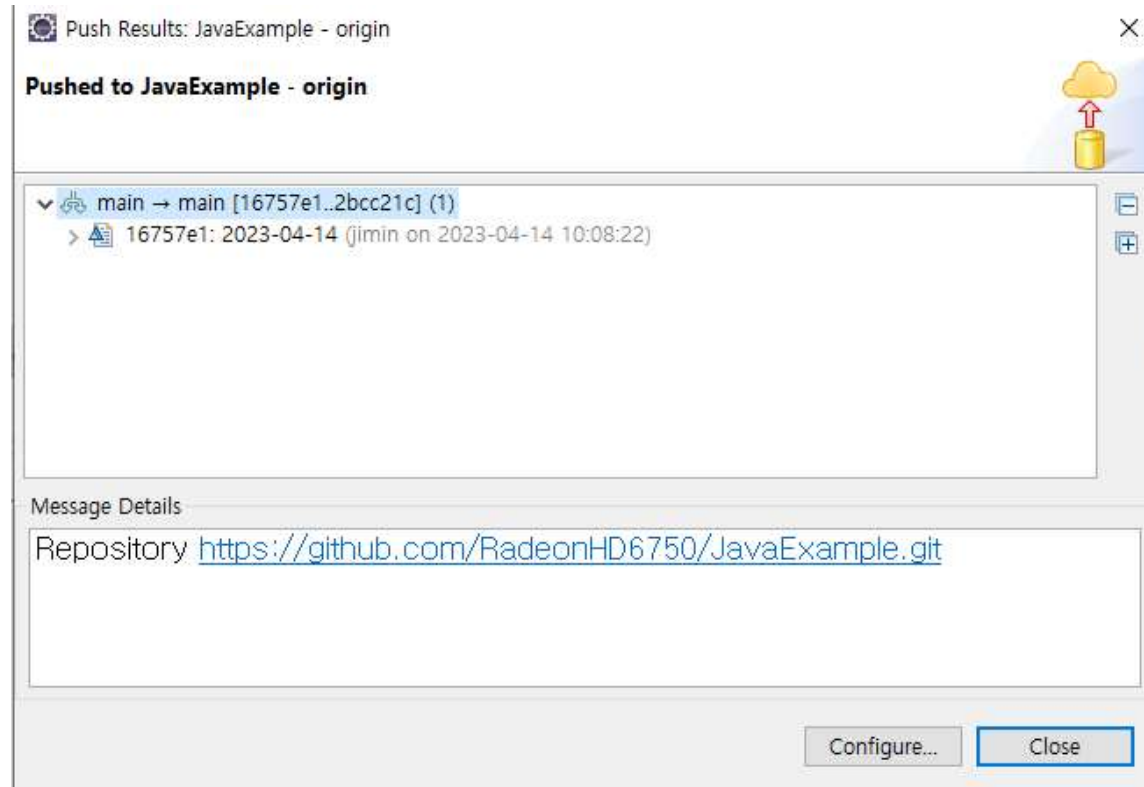 Push Results: JavaExample - origin
Pushed to JavaExample - origin
main → main [16757e1..2bcc21c] (1)
16757e1: 2023-04-14 (jimin on 2023-04-14 10:08:22)
Message Details
Repository https://github.com/RadeonHD6750/JavaExample.git
Configure... Close